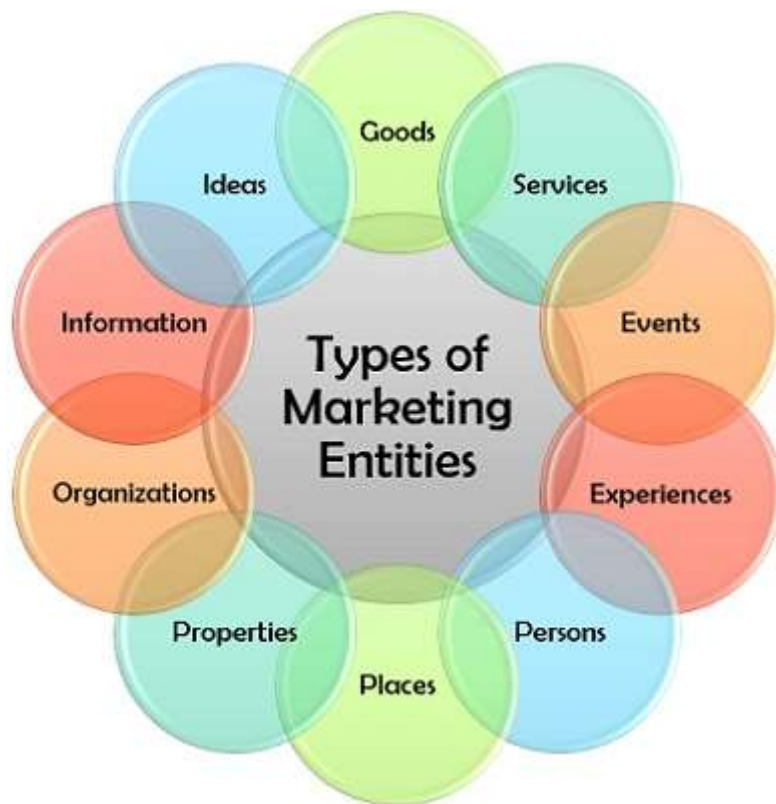 Types of
Marketing
Entities
Goods
Services
Events
Experiences
Persons
Places
Properties
Organizations
Information
Ideas